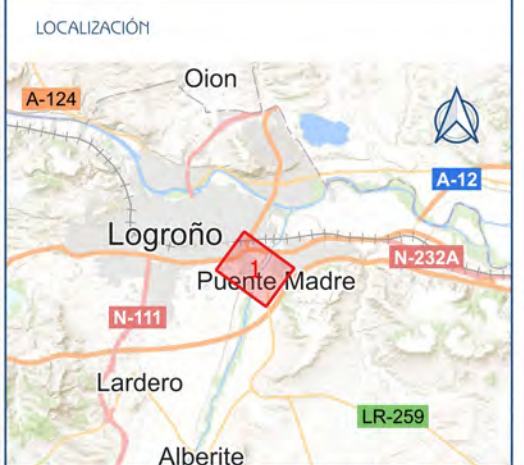 LOCALIZACIÓN
Oion
A-124
A-12
Logroño
N-232A
1
Puente Madre
N-111
Lardero
LR-259
Alberite